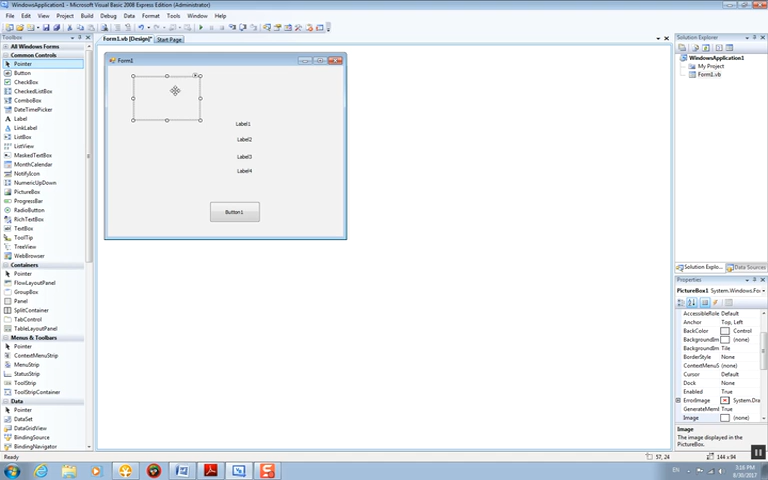 WindowsApplication1 - Microsoft Visual Basic 2008 Express Edition (Administrator)
File Edit View Project Build Debug Data Format Tools Window Help
Toolbox
All Windows Forms
Common Controls
Pointer
Button
CheckBox
CheckedListBox
ComboBox
DateTimePicker
Label
LinkLabel
ListBox
ListView
MaskedTextBox
MonthCalendar
NotifyIcon
NumericUpDown
PictureBox
ProgressBar
RadioButton
RichTextBox
TextBox
ToolTip
TreeView
WebBrowser
Containers
Pointer
FlowLayoutPanel
GroupBox
Panel
SplitContainer
TabControl
TableLayoutPanel
Menus & Toolbars
Pointer
ContextMenuStrip
MenuStrip
StatusStrip
ToolStrip
ToolStripContainer
Data
Pointer
DataSet
DataGridView
BindingSource
BindingNavigator
Form1.vb [Design]* Start Page
Form1
Label1
Label2
Label3
Label4
Button1
Solution Explorer
WindowsApplication1
My Project
Form1.vb
Solution Explo... Data Sources
Properties
PictureBox1 System.Windows.Fo
AccessibleRole Default
Anchor Top, Left
BackColor Control
BackgroundIm (none)
BackgroundIm Tile
BorderStyle None
ContextMenuS (none)
Cursor Default
Dock None
Enabled True
ErrorImage System.Dra
GenerateMeml True
Image (none)
Image
The image displayed in the
PictureBox.
Ready 57, 24 144 x 94
EN 3:18 PM
8/30/2017